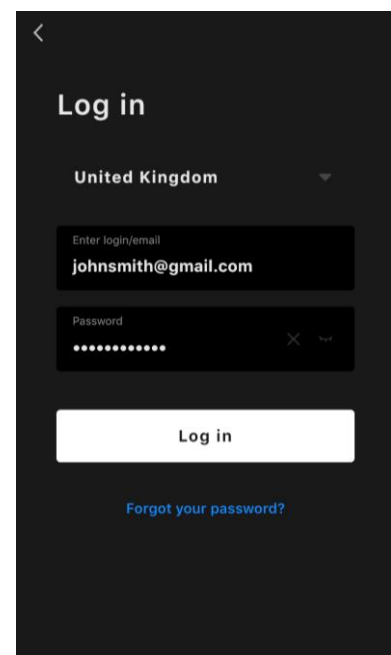 Log in
United Kingdom
Enter login/email
johnsmith@gmail.com
Password
••••••••••••
Log in
Forgot your password?